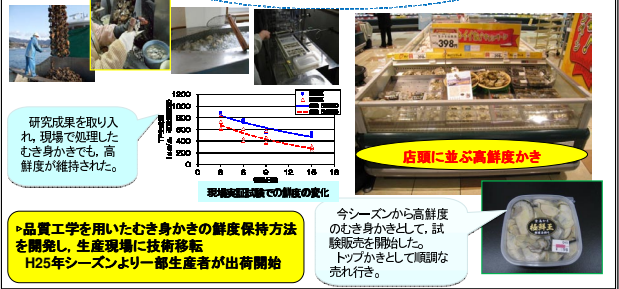 398円
1200
1000
800
600
400
200
0
0 4 8 12 16
現場実証試験での鮮度の変化
研究成果を取り入
れ，現場で処理した
むき身かきでも，高
鮮度が維持された。
店頭に並ぶ高鮮度かき
▹品質工学を用いたむき身かきの鮮度保持方法
を開発し，生産現場に技術移転
H25年シーズンより一部生産者が出荷開始
今シーズンから高鮮度
のむき身かきとして，試
験販売を開始した。
トップかきとして順調な
売れ行き。
極鮮王